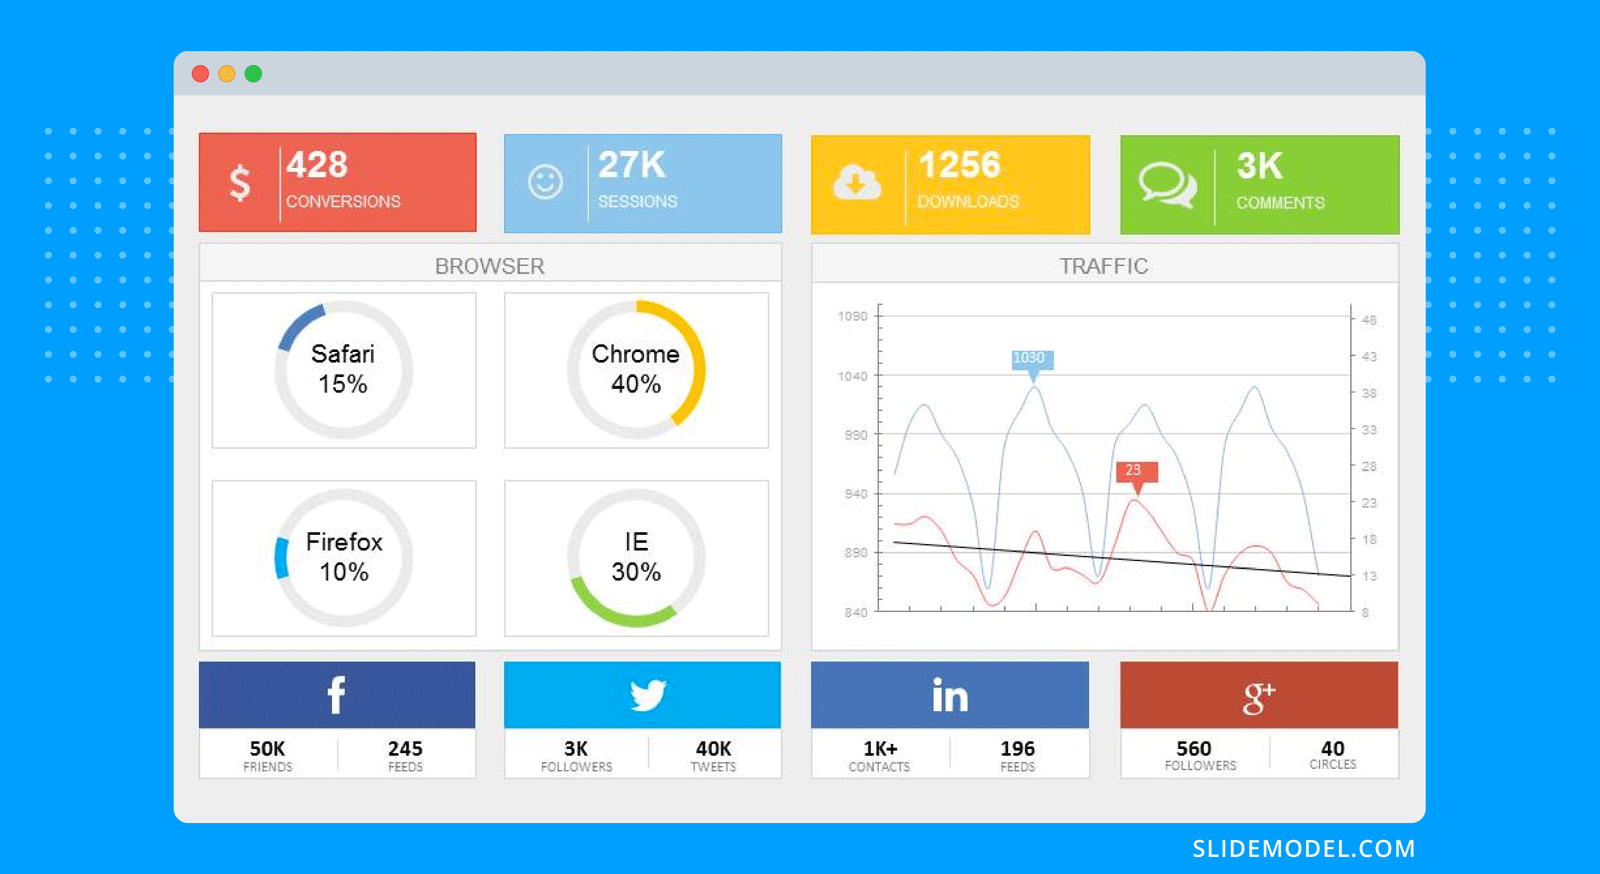 428
CONVERSIONS
27K
SESSIONS
1256
DOWNLOADS
3K
COMMENTS
BROWSER
Safari
15%
Chrome
40%
Firefox
10%
IE
30%
TRAFFIC
1090
1040
990
940
890
840
48
43
38
33
28
23
18
13
8
1030
23
f
50K
FRIENDS
245
FEEDS
3K
FOLLOWERS
40K
TWEETS
in
1K+
CONTACTS
196
FEEDS
g+
560
FOLLOWERS
40
CIRCLES
SLIDEMODEL.COM